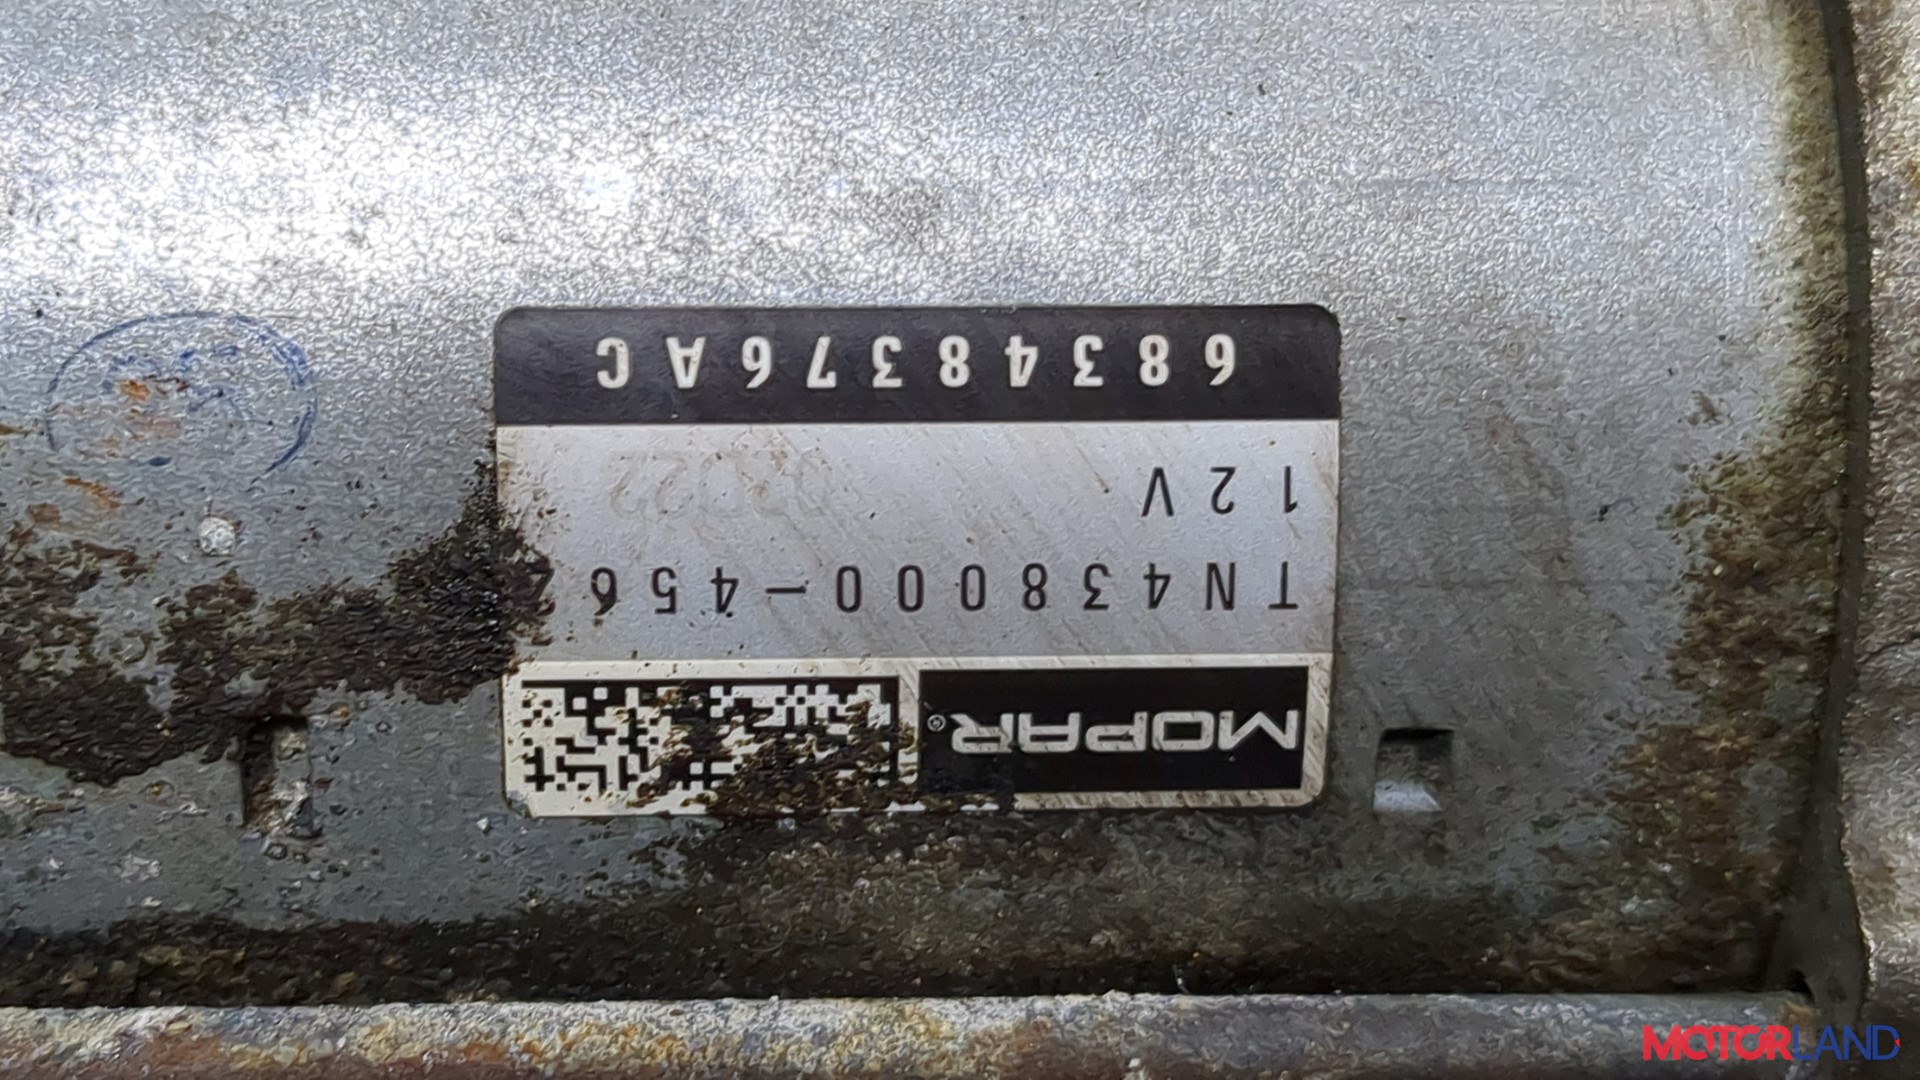 MOPAR®
TN438000-456
12V
68348376AC
MOTORLAND